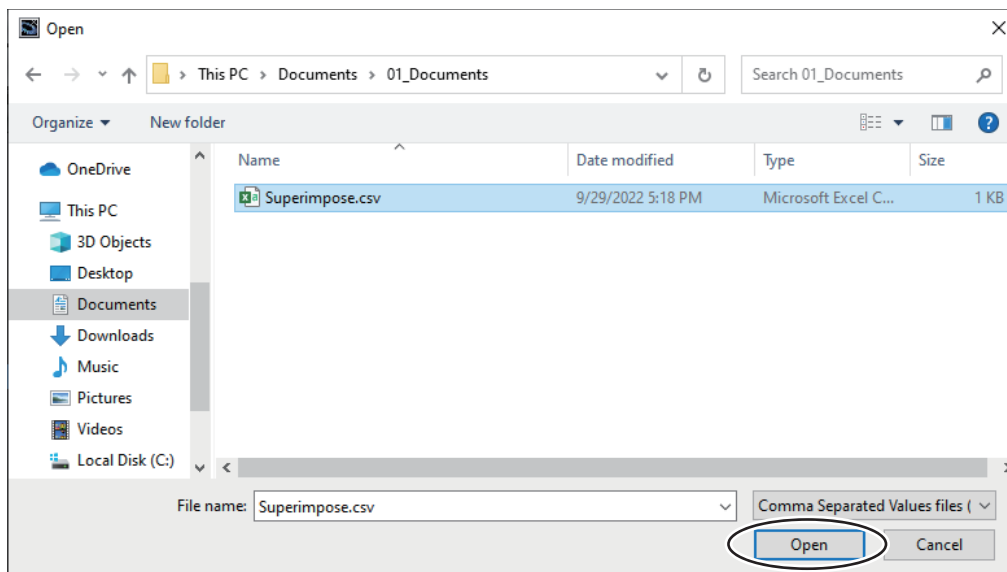 Open
This PC > Documents > 01_Documents
Search 01_Documents
Organize
New folder
Name
Date modified
Type
Size
OneDrive
This PC
3D Objects
Desktop
Documents
Downloads
Music
Pictures
Videos
Local Disk (C:)
Superimpose.csv
9/29/2022 5:18 PM
Microsoft Excel C...
1 KB
File name:
Superimpose.csv
Comma Separated Values files (
Open
Cancel